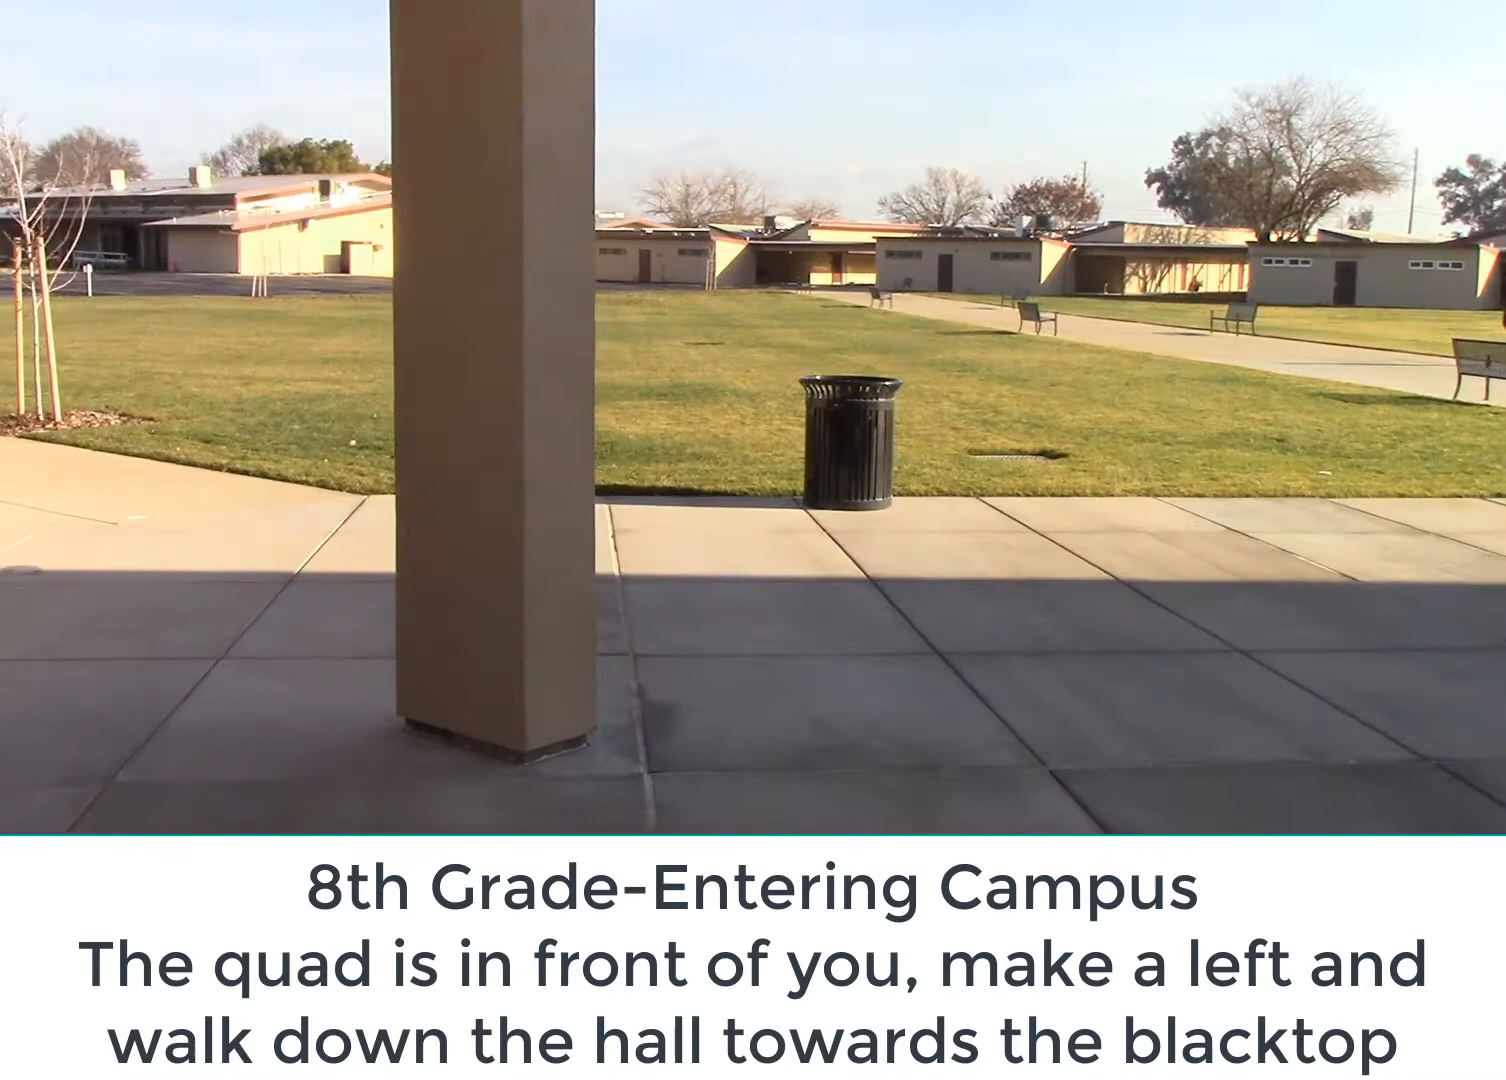 8th Grade-Entering Campus
The quad is in front of you, make a left and
walk down the hall towards the blacktop